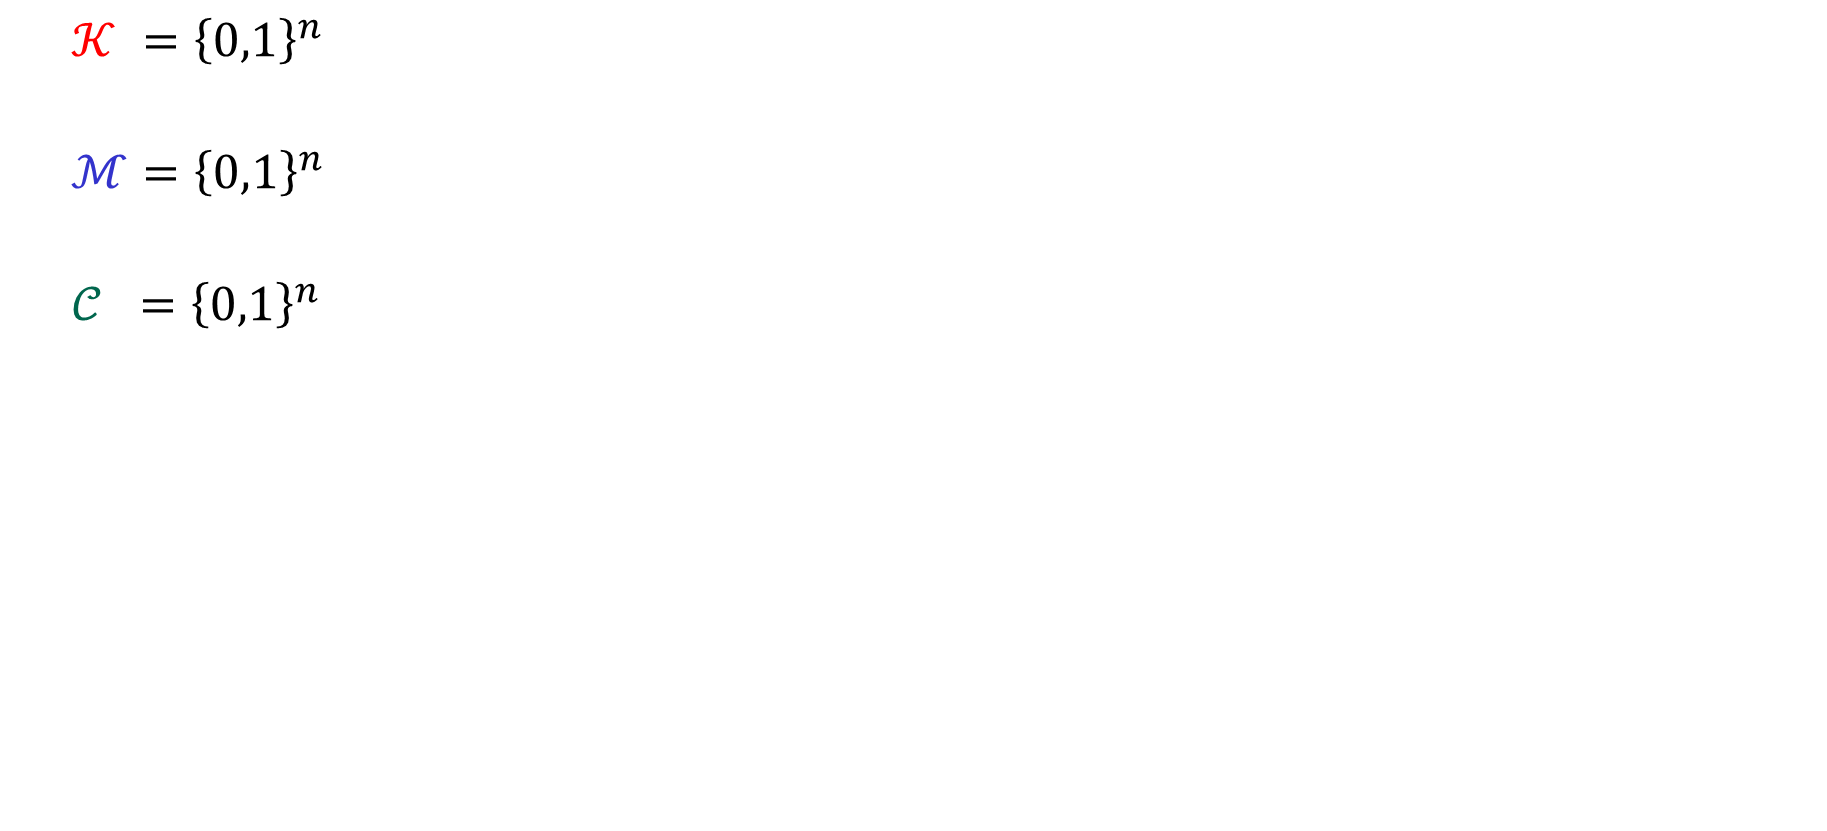 𝒦 = {0,1}ⁿ
ℳ = {0,1}ⁿ
𝒞 = {0,1}ⁿ